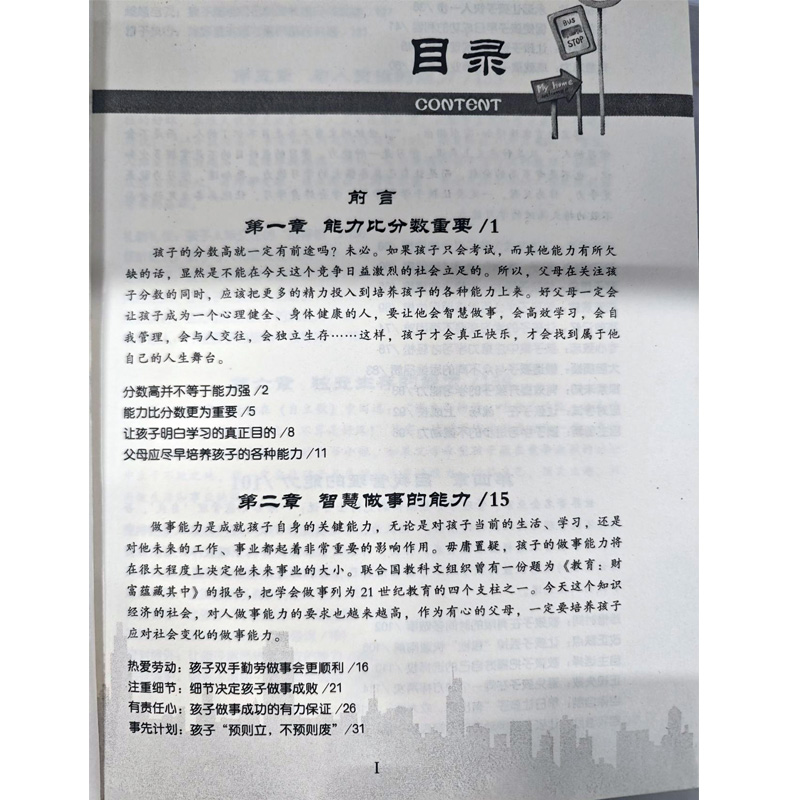 BUS
STOP
My home
目录
CONTENT
前言
第一章 能力比分数重要/1
孩子的分数高就一定有前途吗?未必。如果孩子只会考试,而其他能力有所欠
缺的话,显然是不能在今天这个竞争日益激烈的社会立足的。所以,父母在关注孩
子分数的同时,应该把更多的精力投入到培养孩子的各种能力上来。好父母一定会
让孩子成为一个心理健全、身体健康的人,要让他会智慧做事,会高效学习,会自
我管理,会与人交往,会独立生存……这样,孩子才会真正快乐,才会找到属于他
自己的人生舞台。
分数高并不等于能力强/2
能力比分数更为重要/5
让孩子明白学习的真正目的/8
父母应尽早培养孩子的各种能力/11
第二章 智慧做事的能力/15
做事能力是成就孩子自身的关键能力,无论是对孩子当前的生活、学习,还是
对他未来的工作、事业都起着非常重要的影响作用。毋庸置疑,孩子的做事能力将
在很大程度上决定他未来事业的大小。联合国教科文组织曾有一份题为《教育:财
富蕴藏其中》的报告,把学会做事列为21世纪教育的四个支柱之一。今天这个知识
经济的社会,对人做事能力的要求也越来越高,作为有心的父母,一定要培养孩子
应对社会变化的做事能力。
热爱劳动:孩子双手勤劳做事会更顺利/16
注重细节:细节决定孩子做事成败/21
有责任心:孩子做事成功的有力保证/26
事先计划:孩子“预则立,不预则废”/31
I